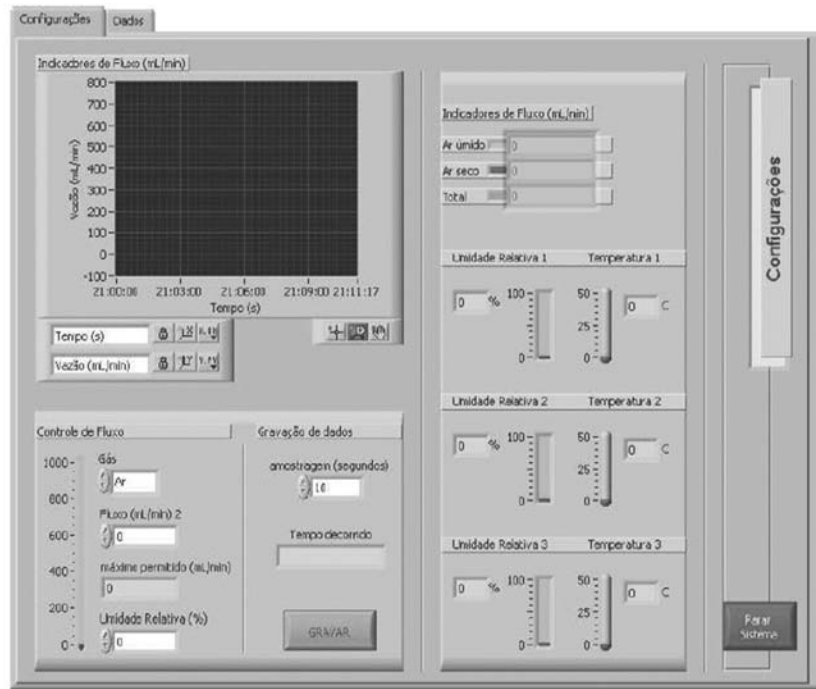 Configurações
Dados
Indicadores de Fluxo (mL/min)
800
700
600
500
400
300
200
100
0
-100
Vazão (mL/min)
21:00:00 21:03:00 21:06:00 21:09:00 21:11:17
Tempo (s)
Tempo (s)
Vazão (mL/min)
Controle de Fluxo
1000
800
600
400
200
0
Gás
Ar
Fluxo (mL/min) 2
0
máximo permitido (mL/min)
0
Umidade Relativa (%)
0
Gravação de dados
amostragem (segundos)
10
Tempo decorrido
GRAVAR
Indicadores de Fluxo (mL/min)
Ar úmido 0
Ar seco 0
Total 0
Umidade Relativa 1 Temperatura 1
0 % 100 0 50 25 0 0 C
Umidade Relativa 2 Temperatura 2
0 % 100 0 50 25 0 0 C
Umidade Relativa 3 Temperatura 3
0 % 100 0 50 25 0 0 C
Configurações
Parar
Sistema